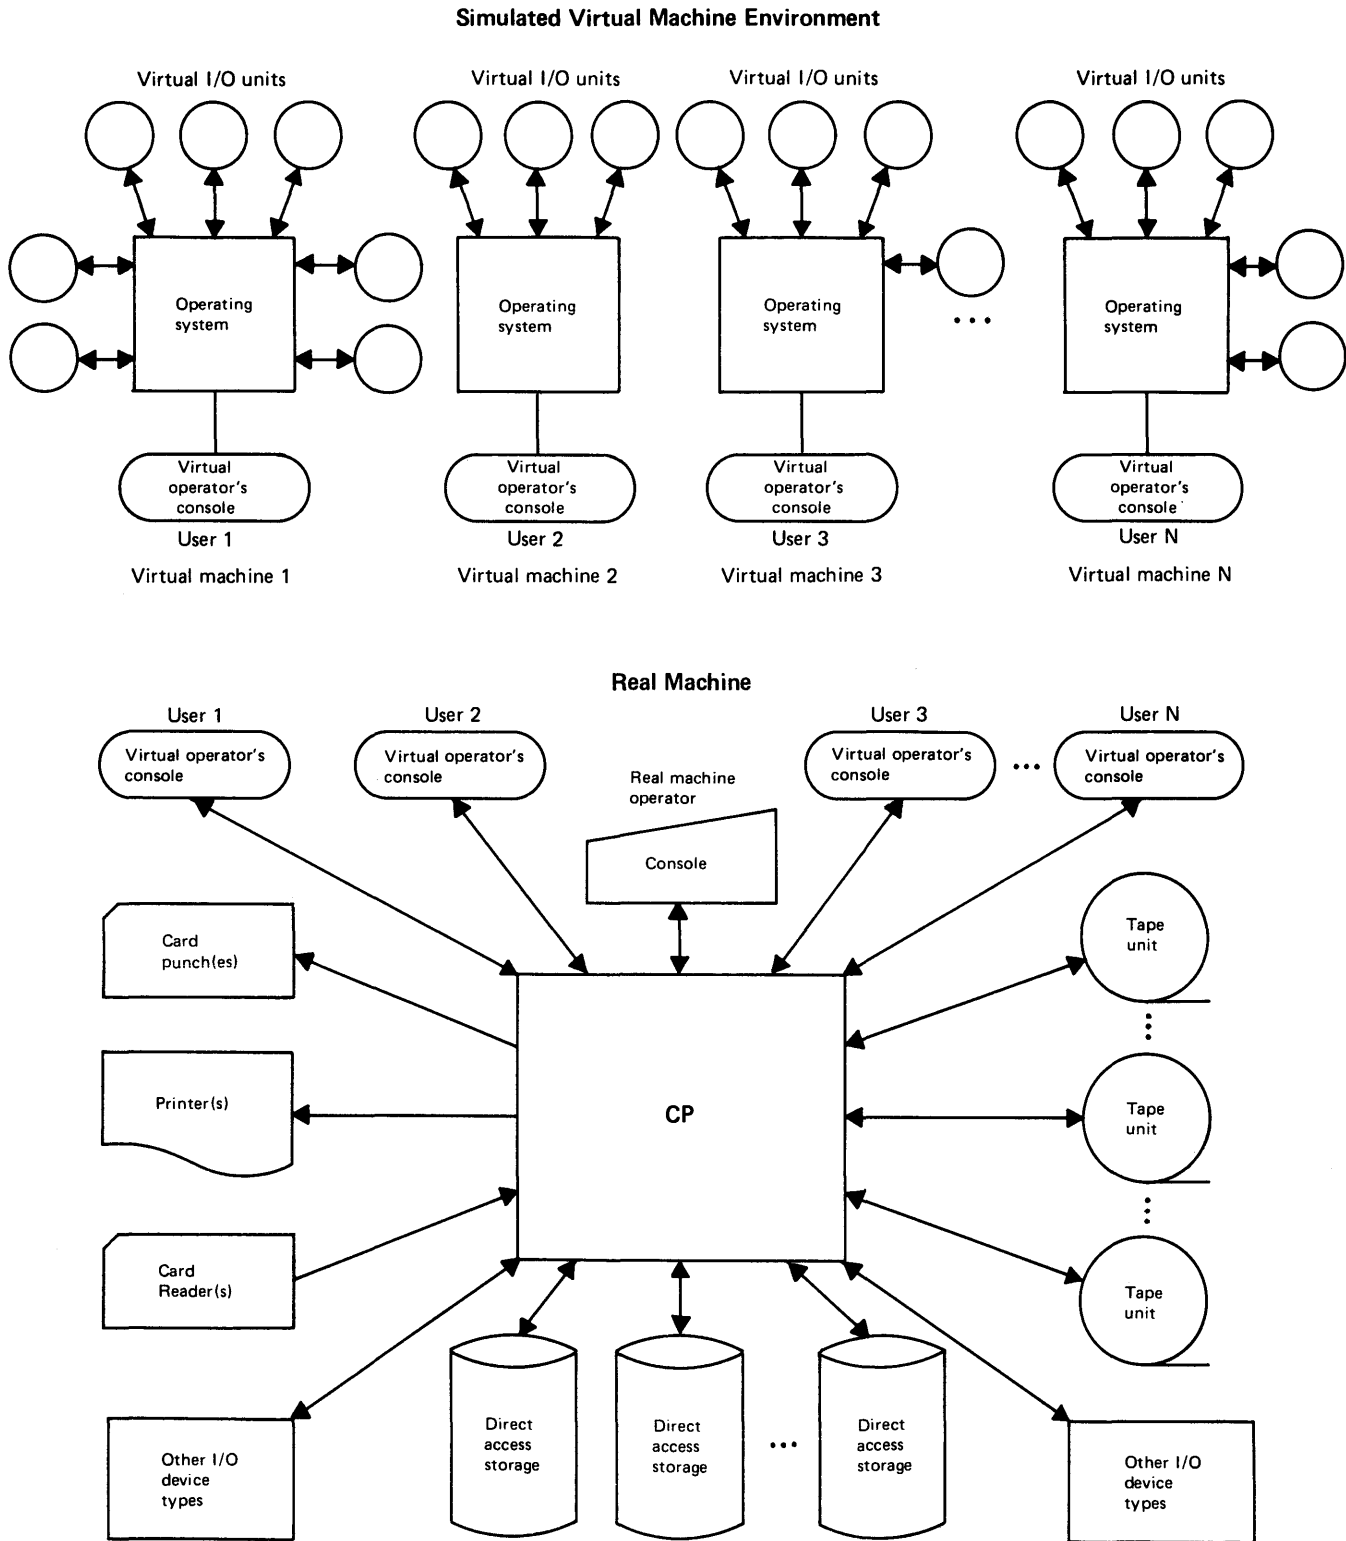 Simulated Virtual Machine Environment
Virtual I/O units
Virtual I/O units
Virtual I/O units
Virtual I/O units
Operating
system
Operating
system
Operating
system
• • •
Operating
system
Virtual
operator's
console
Virtual
operator's
console
Virtual
operator's
console
Virtual
operator's
console
User 1
User 2
User 3
User N
Virtual machine 1
Virtual machine 2
Virtual machine 3
Virtual machine N
Real Machine
User 1
User 2
User 3
User N
Virtual operator's
console
Virtual operator's
console
Real machine
operator
Console
Virtual operator's
console
• • •
Virtual operator's
console
Card
punch(es)
Tape
unit
Printer(s)
CP
Tape
unit
Card
Reader(s)
Tape
unit
Other I/O
device
types
Direct
access
storage
Direct
access
storage
• • •
Direct
access
storage
Other I/O
device
types